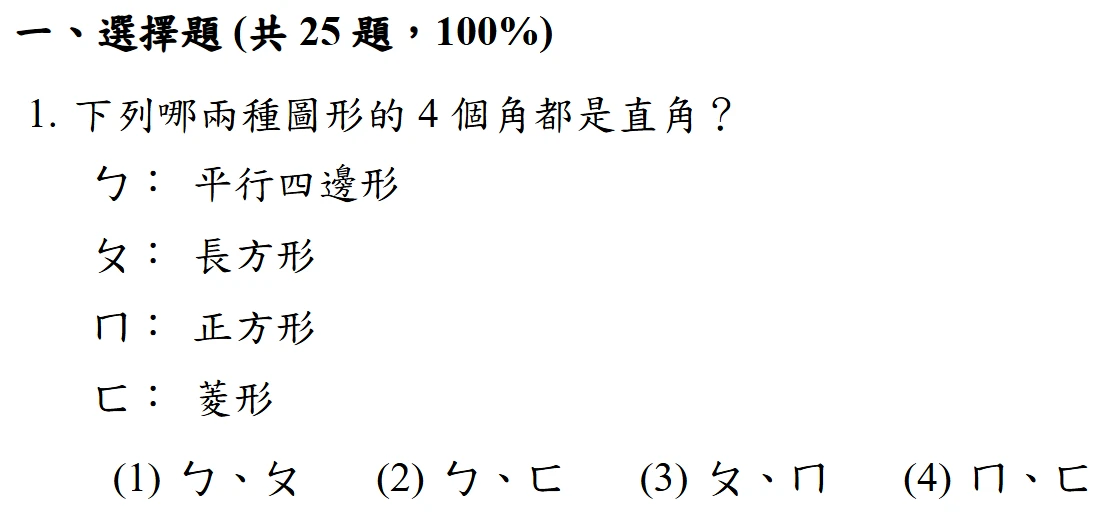 一、選擇題 (共 25 題，100%)
1. 下列哪兩種圖形的 4 個角都是直角？
ㄅ： 平行四邊形
ㄆ： 長方形
ㄇ： 正方形
ㄈ： 菱形
(1) ㄅ、ㄆ (2) ㄅ、ㄈ (3) ㄆ、ㄇ (4) ㄇ、ㄈ